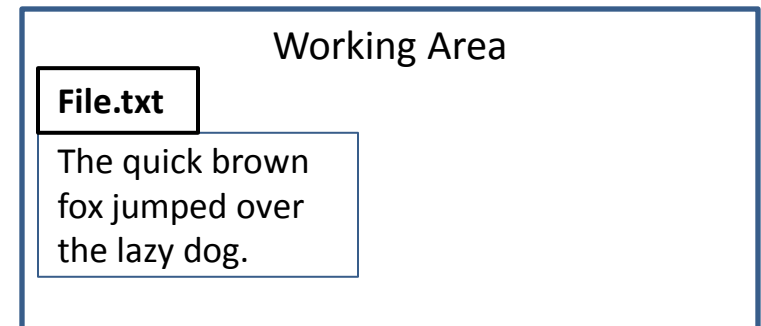 Working Area
File.txt
The quick brown
fox jumped over
the lazy dog.